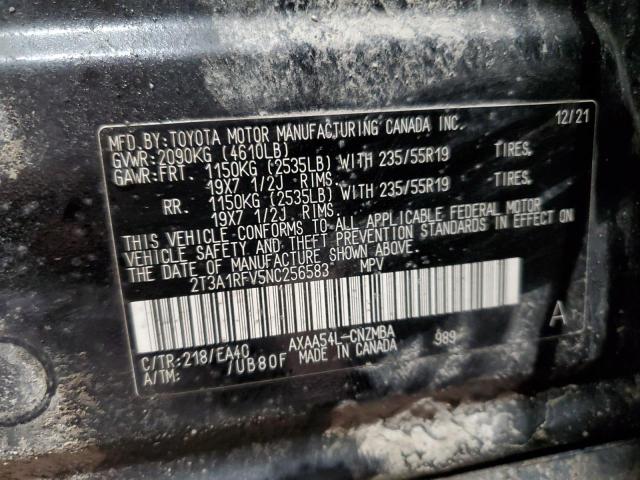 MFD.BY:TOYOTA MOTOR MANUFACTURING CANADA INC. 12/21
GVWR:2090KG (4610LB)
GAWR:FRT. 1150KG (2535LB) WITH 235/55R19 TIRES,
19X7 1/2J RIMS.
RR. 1150KG (2535LB) WITH 235/55R19 TIRES,
19X7 1/2J RIMS.
THIS VEHICLE CONFORMS TO ALL APPLICABLE FEDERAL MOTOR
VEHICLE SAFETY AND THEFT PREVENTION STANDARDS IN EFFECT ON
THE DATE OF MANUFACTURE SHOWN ABOVE.
2T3A1RFV5NC256583 MPV
C/TR:218/EA40 AXAA54L-CNZMBA 989 A
A/TM: /UB80F MADE IN CANADA